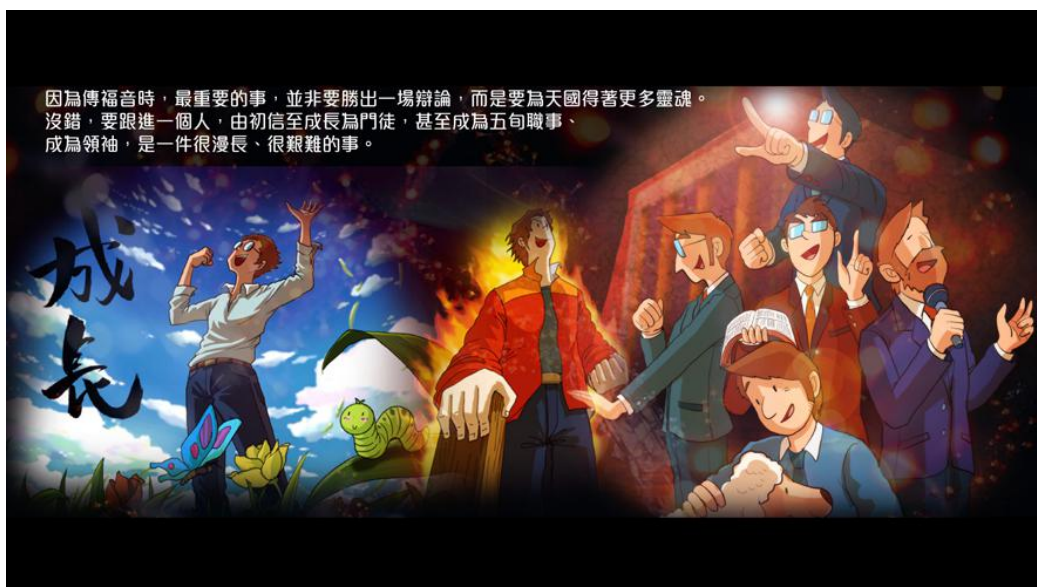 因為傳福音時，最重要的事，並非要勝出一場辯論，而是要為天國得著更多靈魂。
沒錯，要跟進一個人，由初信至成長為門徒，甚至成為五旬職事、
成為領袖，是一件很漫長、很艱難的事。
成長